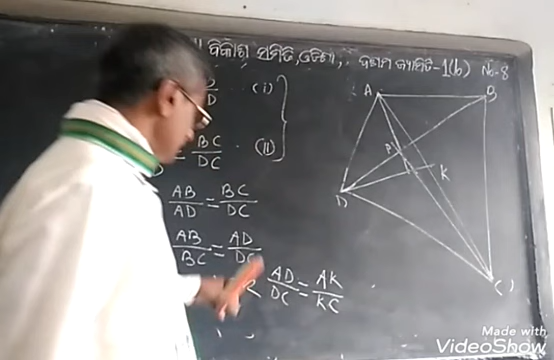 ବିକାଶ ସମିତି, ଓଡିଶା, ଦଶମ ଜ୍ୟାମିତି-1(b) No-8
D (i)
BC/DC (II)
AB/AD = BC/DC
AB/BC = AD/DC
AD/DC = AK/KC
A B
P K
D
C
Made with
VideoShow